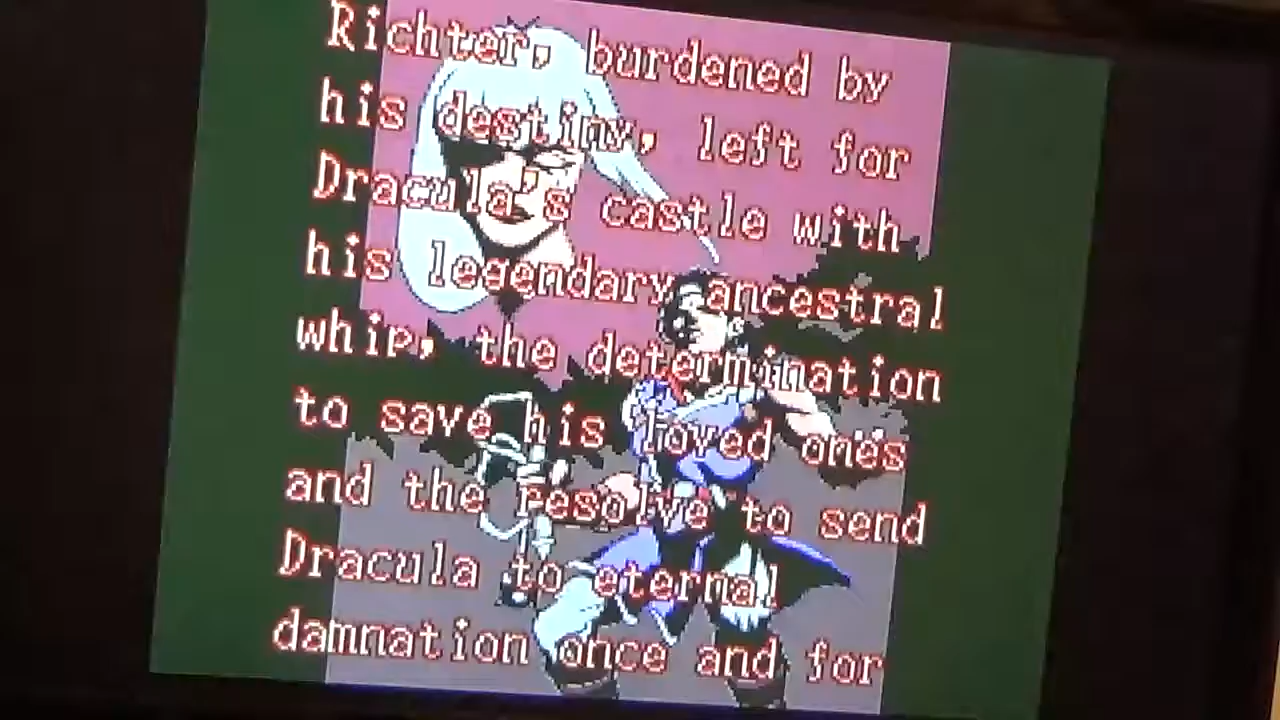 Richter, burdened by
his destiny, left for
Dracula's castle with
his legendary ancestral
whip, the determination
to save his loved ones
and the resolve to send
Dracula to eternal
damnation once and for